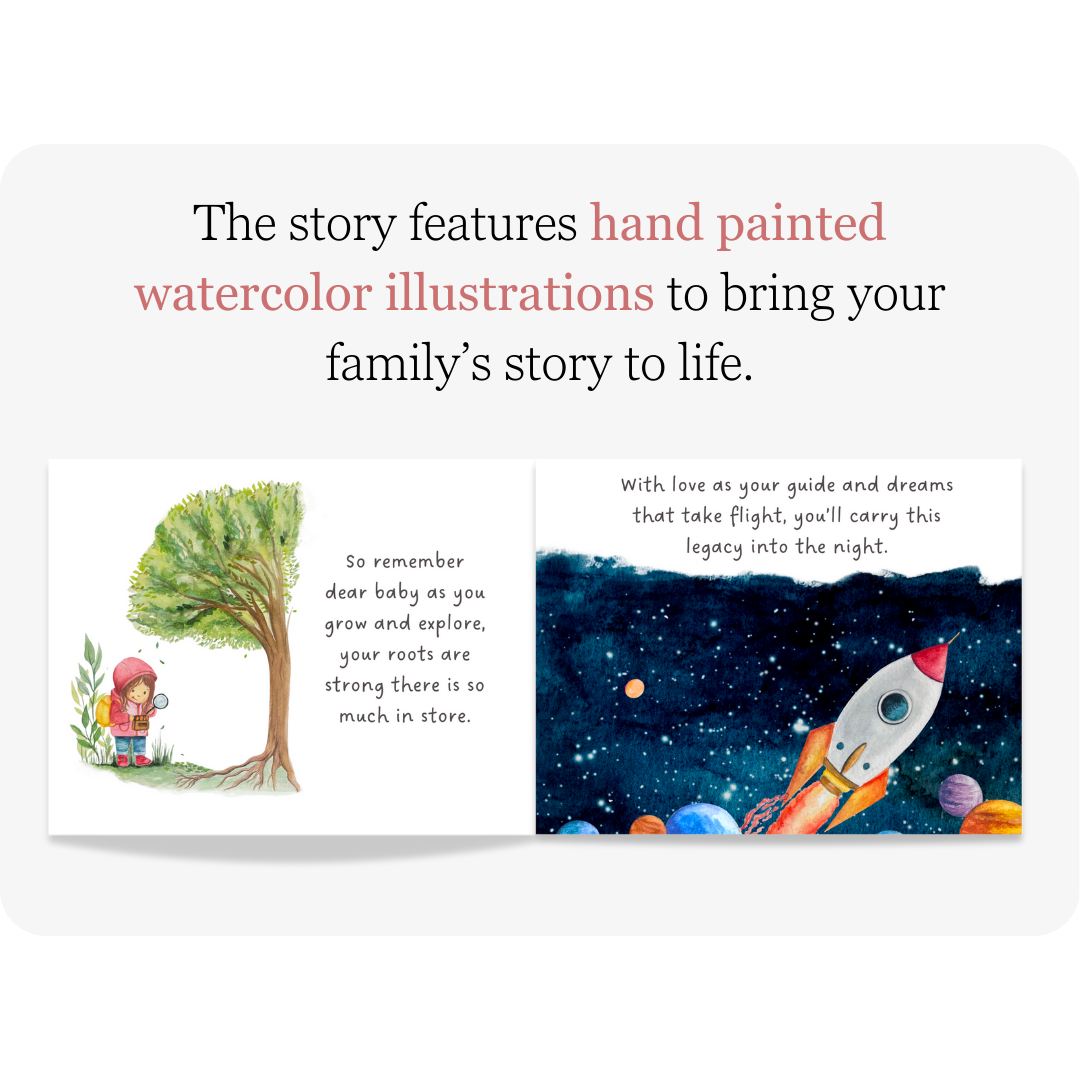 The story features hand painted
watercolor illustrations to bring your
family’s story to life.
So remember
dear baby as you
grow and explore,
your roots are
strong there is so
much in store.
With love as your guide and dreams
that take flight, you'll carry this
legacy into the night.